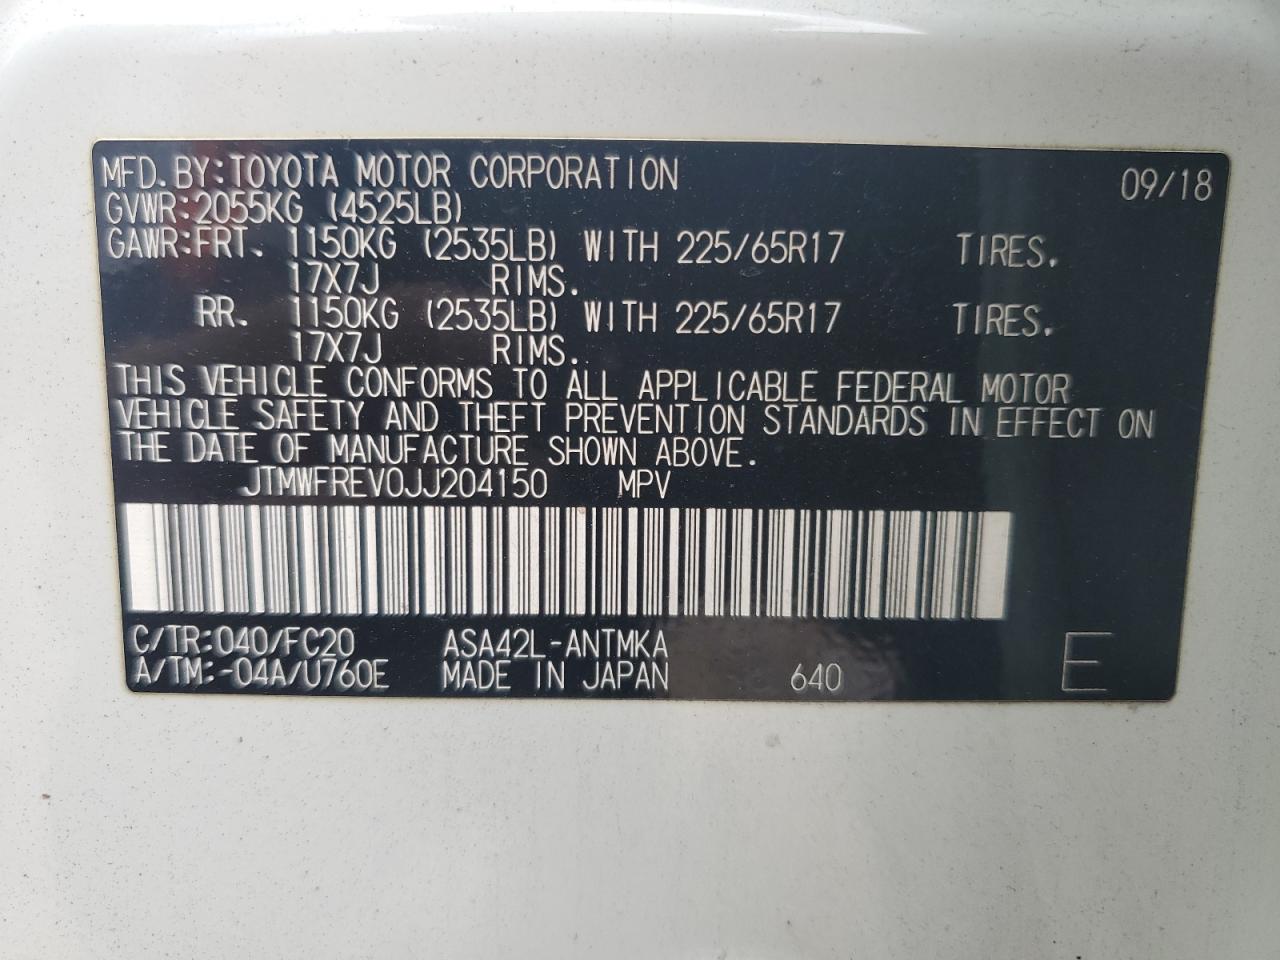 MFD. BY:TOYOTA MOTOR CORPORATION 09/18
GVWR:2055KG (4525LB)
GAWR:FRT. 1150KG (2535LB) WITH 225/65R17 TIRES.
17X7J RIMS.
RR. 1150KG (2535LB) WITH 225/65R17 TIRES.
17X7J RIMS.
THIS VEHICLE CONFORMS TO ALL APPLICABLE FEDERAL MOTOR
VEHICLE SAFETY AND THEFT PREVENTION STANDARDS IN EFFECT ON
THE DATE OF MANUFACTURE SHOWN ABOVE.
JTMWFREV0JJ204150 MPV
C/TR:040/FC20 ASA42L-ANTMKA
A/TM:-04A/U760E MADE IN JAPAN 640 E